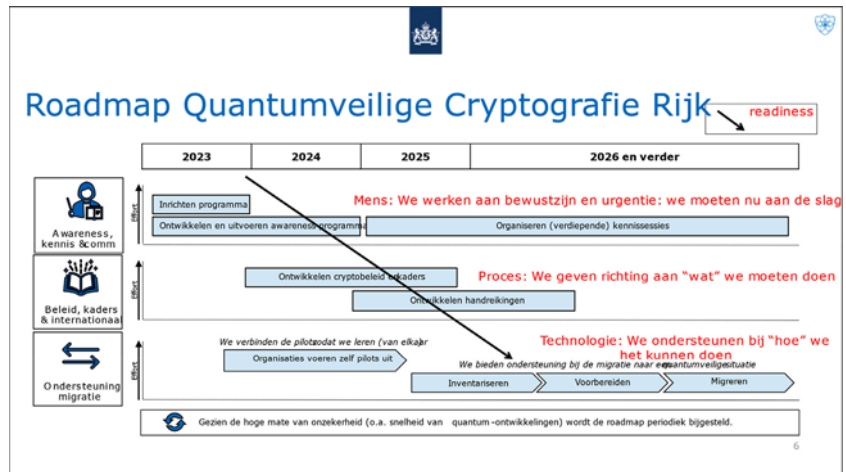 Roadmap Quantumveilige Cryptografie Rijk
readiness
2023
2024
2025
2026 en verder
Awareness,
kennis &comm
Effort
Inrichten programma
Mens: We werken aan bewustzijn en urgentie: we moeten nu aan de slag
Ontwikkelen en uitvoeren awareness programma
Organiseren (verdiepende) kennissessies
Beleid, kaders
& internationaal
Effort
Ontwikkelen cryptobeleid en kaders
Proces: We geven richting aan “wat” we moeten doen
Ontwikkelen handreikingen
Ondersteuning
migratie
Effort
We verbinden de pilots zodat we leren (van elkaar)
Organisaties voeren zelf pilots uit
Technologie: We ondersteunen bij “hoe” we
het kunnen doen
We bieden ondersteuning bij de migratie naar een quantumveilige situatie
Inventariseren
Voorbereiden
Migreren
Gezien de hoge mate van onzekerheid (o.a. snelheid van quantum-ontwikkelingen) wordt de roadmap periodiek bijgesteld.
6